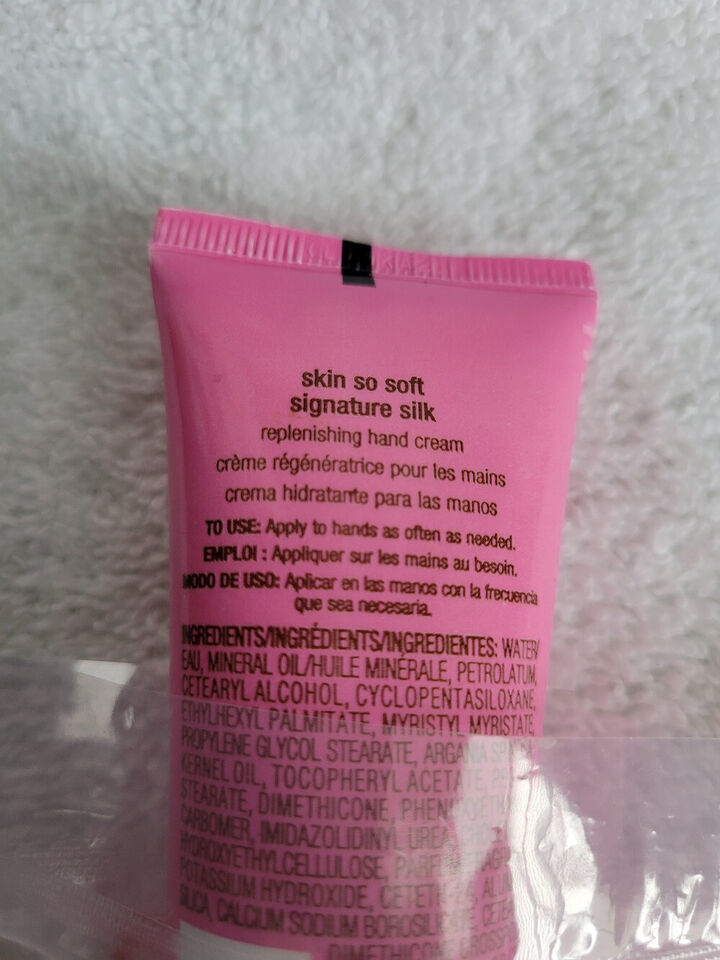 skin so soft
signature silk
replenishing hand cream
crème régénératrice pour les mains
crema hidratante para las manos
TO USE: Apply to hands as often as needed.
EMPLOI : Appliquer sur les mains au besoin.
MODO DE USO: Aplicar en las manos con la frecuencia
que sea necesaria.
INGREDIENTS/INGRÉDIENTS/INGREDIENTES: WATER/
EAU, MINERAL OIL/HUILE MINÉRALE, PETROLATUM,
CETEARYL ALCOHOL, CYCLOPENTASILOXANE,
ETHYLHEXYL PALMITATE, MYRISTYL MYRISTATE,
PROPYLENE GLYCOL STEARATE, ARGANIA
KERNEL OIL, TOCOPHERYL ACETATE,
STEARATE, DIMETHICONE,
CARBOMER, IMIDAZOLIDINYL UREA,
HYDROXYETHYLCELLULOSE,
POTASSIUM HYDROXIDE,
SILICA, CALCIUM SODIUM BOROSILICATE,
DIMETHICONE